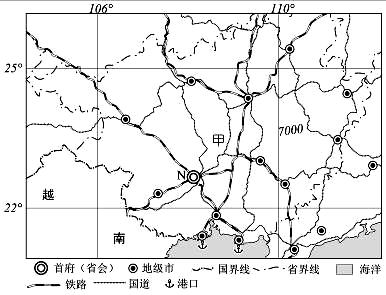 106° 110°
25°
甲
7000
N
越
22°
南
首府（省会） 地级市 国界线 省界线 海洋
铁路 国道 港口